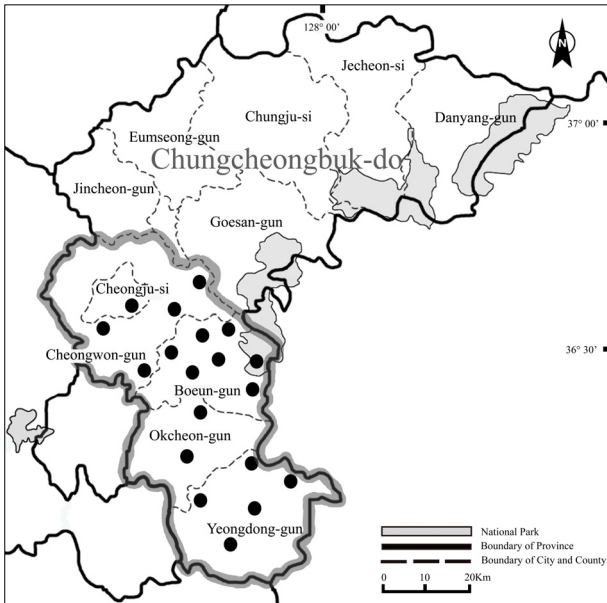 128° 00′
N
Jecheon-si
Danyang-gun
Chungju-si
37° 00′
Eumseong-gun
Chungcheongbuk-do
Jincheon-gun
Goesan-gun
Cheongju-si
36° 30′
Cheongwon-gun
Boeun-gun
Okcheon-gun
Yeongdong-gun
National Park
Boundary of Province
Boundary of City and County
0 10 20Km